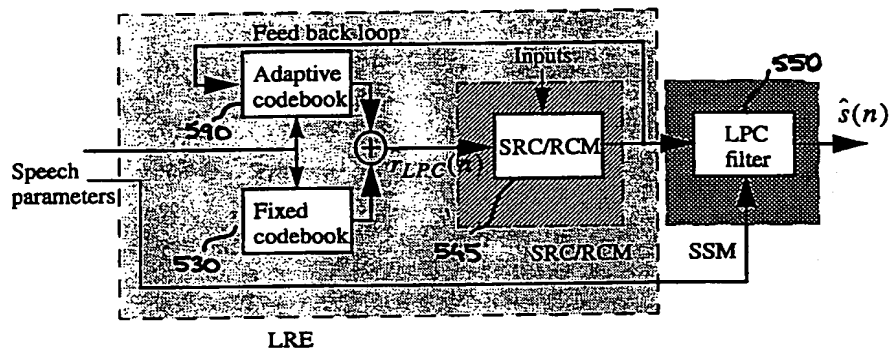 Feed back loop
Inputs
550
Adaptive
codebook
590
ŝ(n)
LPC
filter
SRC/RCM
r_LPC(n)
Speech
parameters
Fixed
codebook
530
545
SRC/RCM
SSM
LRE